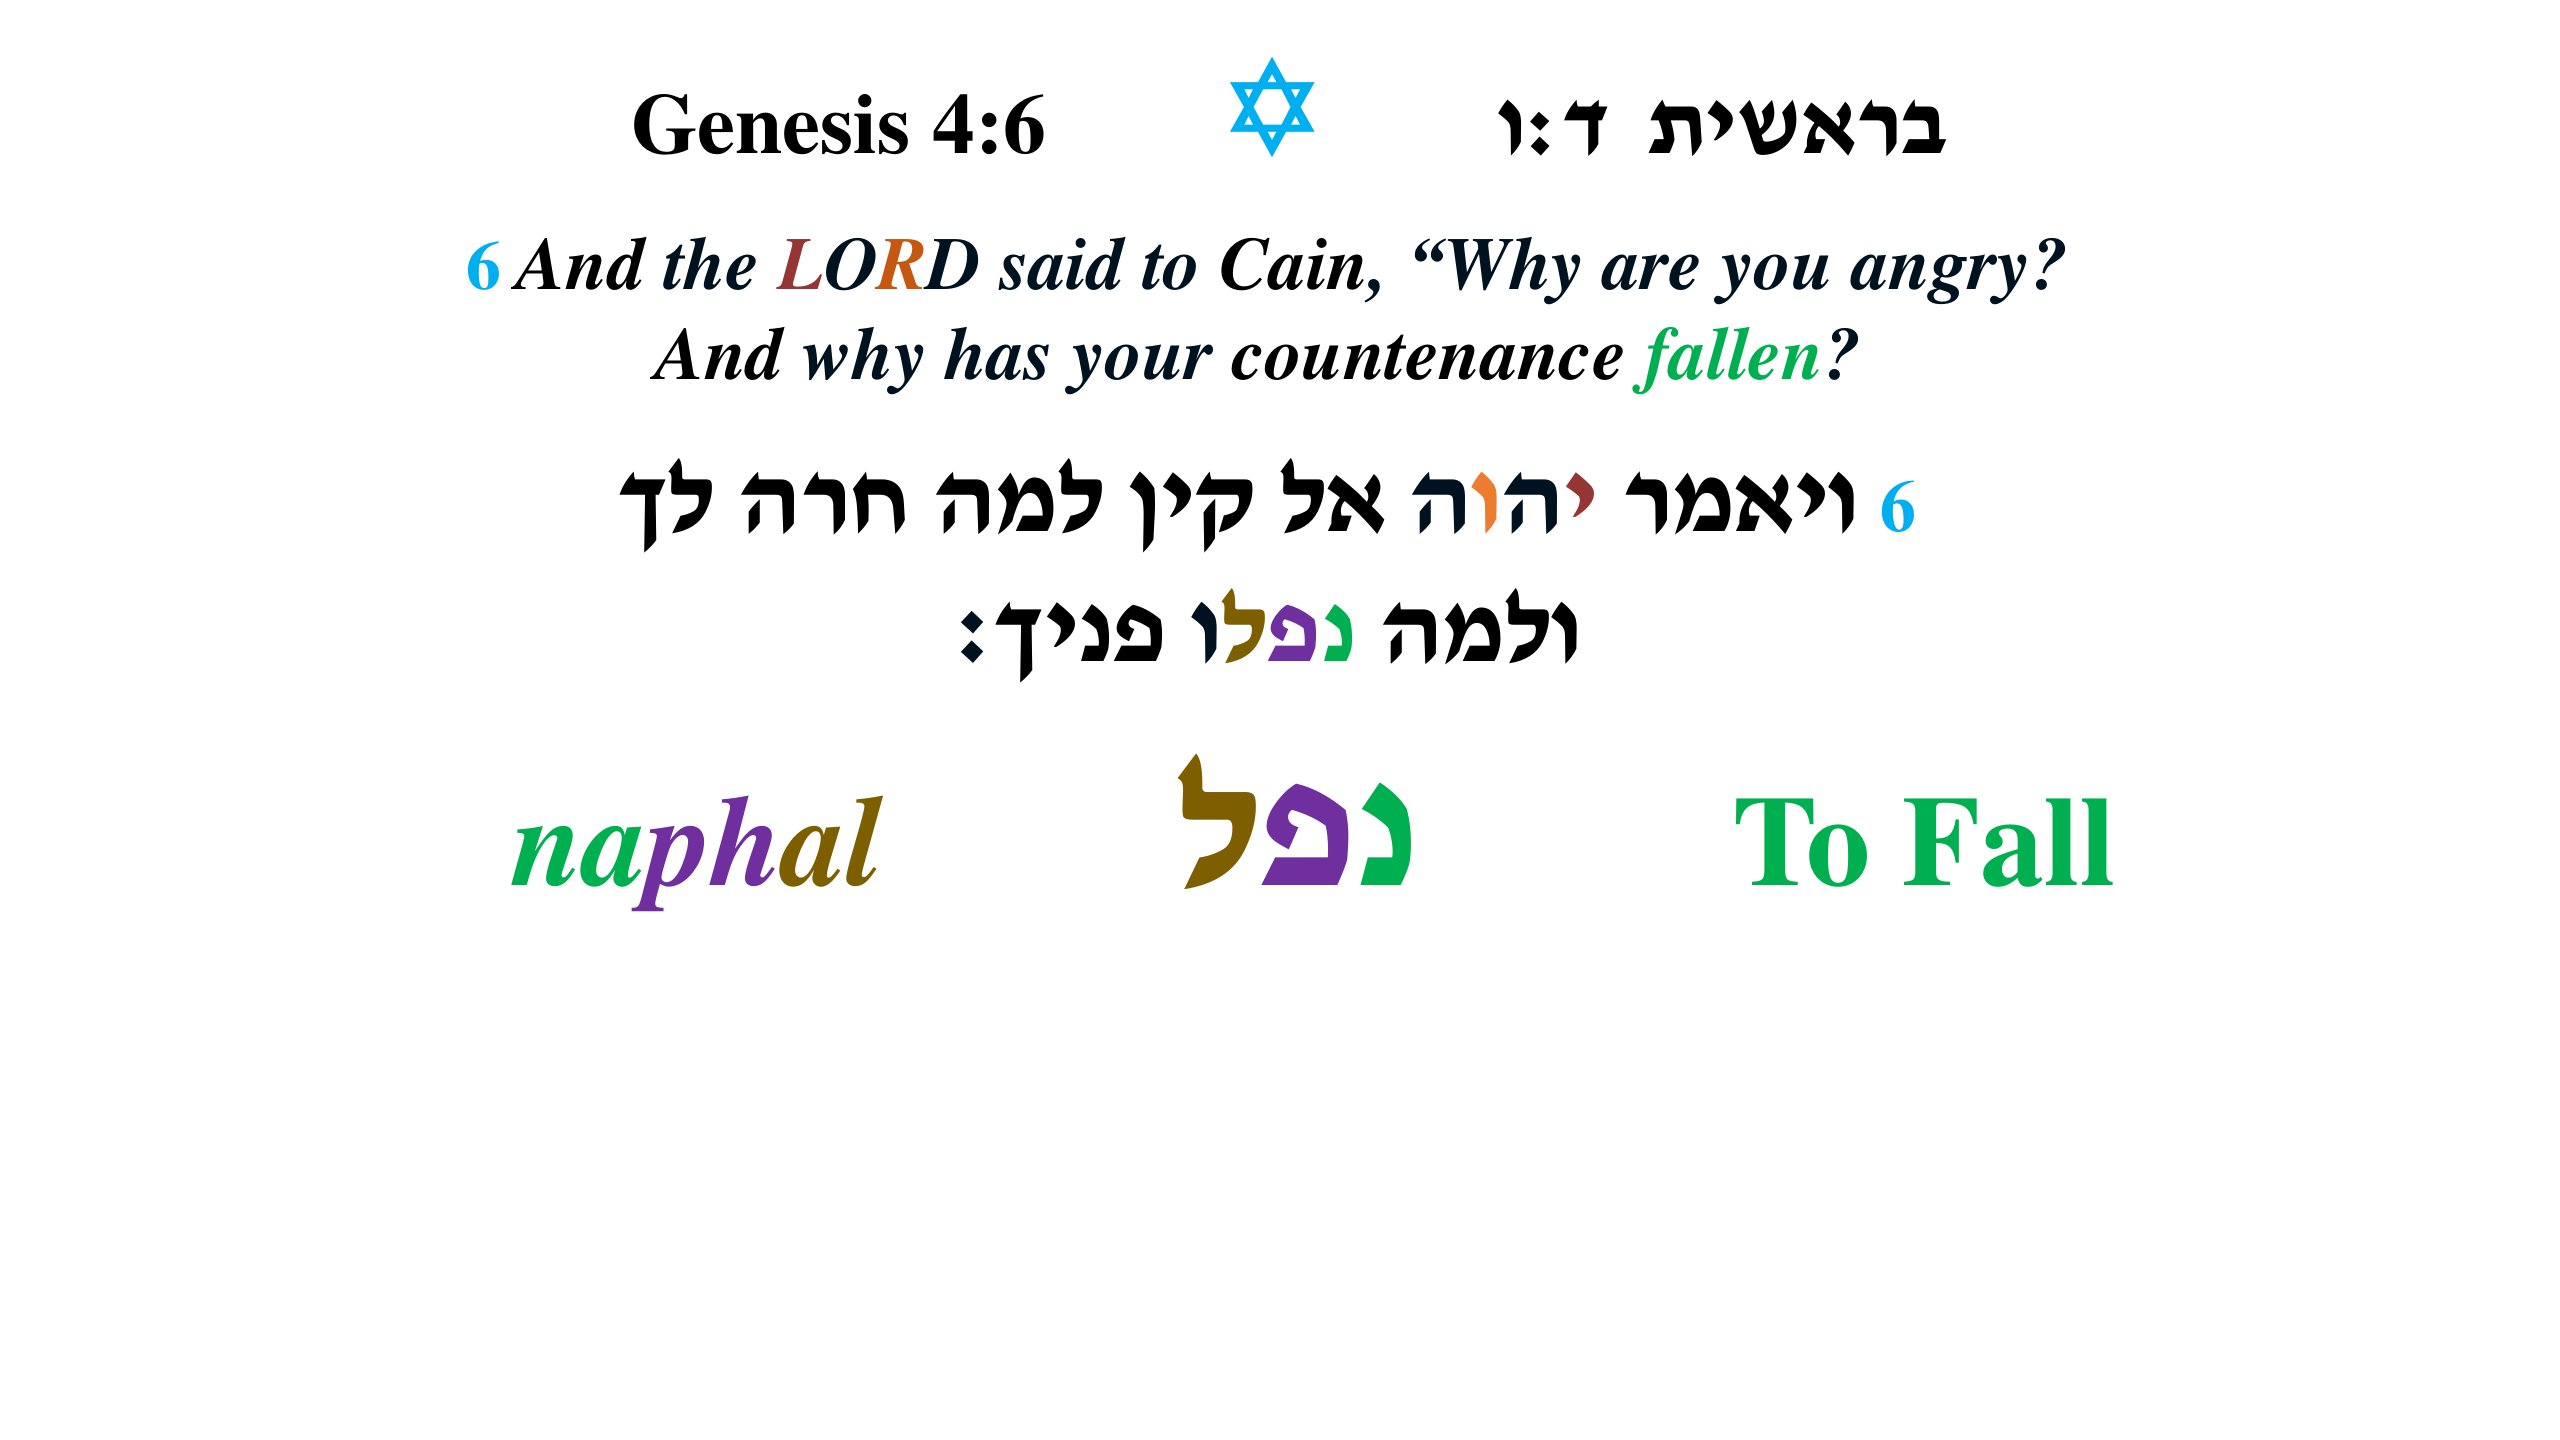 Genesis 4:6 ✡ בראשית ד:ו
6 And the LORD said to Cain, “Why are you angry?
And why has your countenance fallen?
6 ויאמר יהוה אל קין למה חרה לך
ולמה נפלו פניך:
naphal נפל To Fall